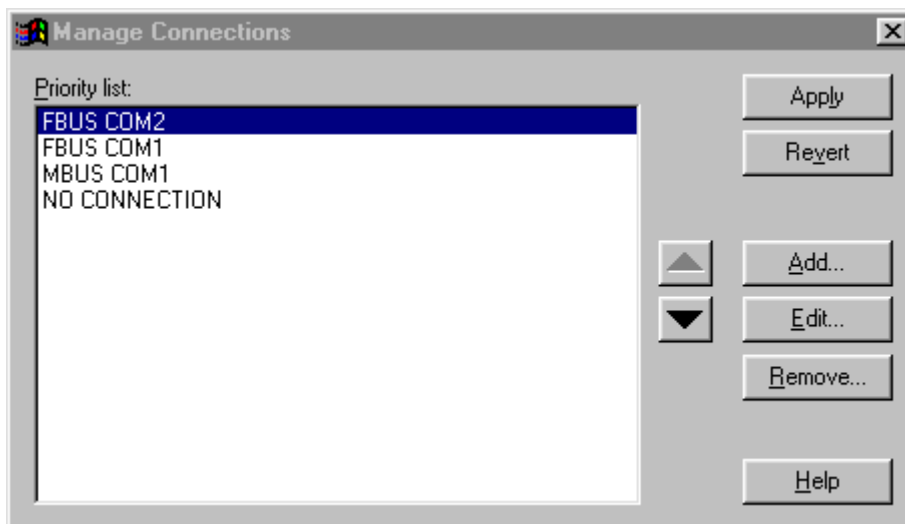 Manage Connections
Priority list:
FBUS COM2
FBUS COM1
MBUS COM1
NO CONNECTION
Apply
Revert
Add...
Edit...
Remove...
Help